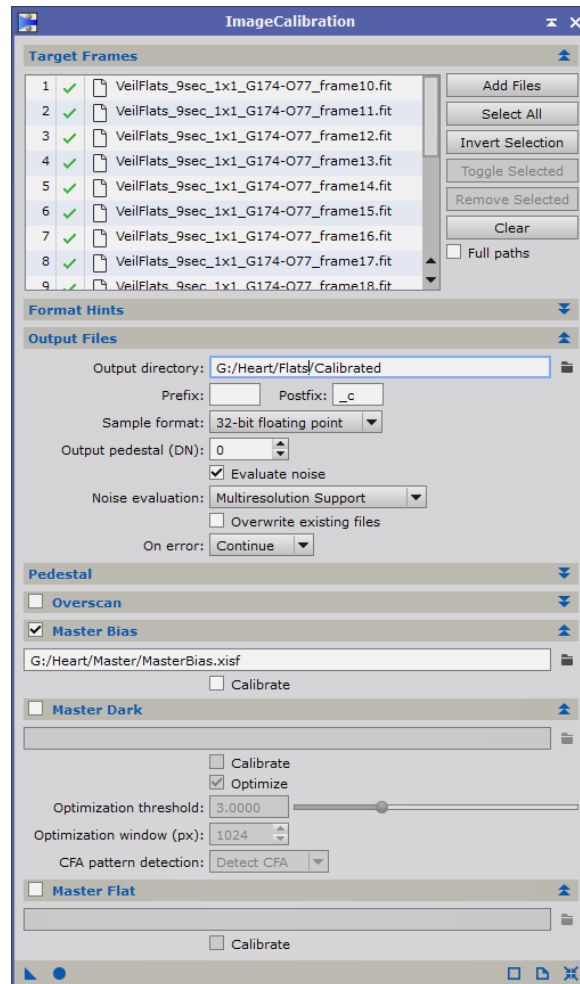 ImageCalibration
Target Frames
1 VeilFlats_9sec_1x1_G174-O77_frame10.fit
2 VeilFlats_9sec_1x1_G174-O77_frame11.fit
3 VeilFlats_9sec_1x1_G174-O77_frame12.fit
4 VeilFlats_9sec_1x1_G174-O77_frame13.fit
5 VeilFlats_9sec_1x1_G174-O77_frame14.fit
6 VeilFlats_9sec_1x1_G174-O77_frame15.fit
7 VeilFlats_9sec_1x1_G174-O77_frame16.fit
8 VeilFlats_9sec_1x1_G174-O77_frame17.fit
9 VeilFlats_9sec_1x1_G174-O77_frame18.fit
Add Files
Select All
Invert Selection
Toggle Selected
Remove Selected
Clear
Full paths
Format Hints
Output Files
Output directory: G:/Heart/Flats/Calibrated
Prefix: Postfix: _c
Sample format: 32-bit floating point
Output pedestal (DN): 0
Evaluate noise
Noise evaluation: Multiresolution Support
Overwrite existing files
On error: Continue
Pedestal
Overscan
Master Bias
G:/Heart/Master/MasterBias.xisf
Calibrate
Master Dark
Calibrate
Optimize
Optimization threshold: 3.0000
Optimization window (px): 1024
CFA pattern detection: Detect CFA
Master Flat
Calibrate